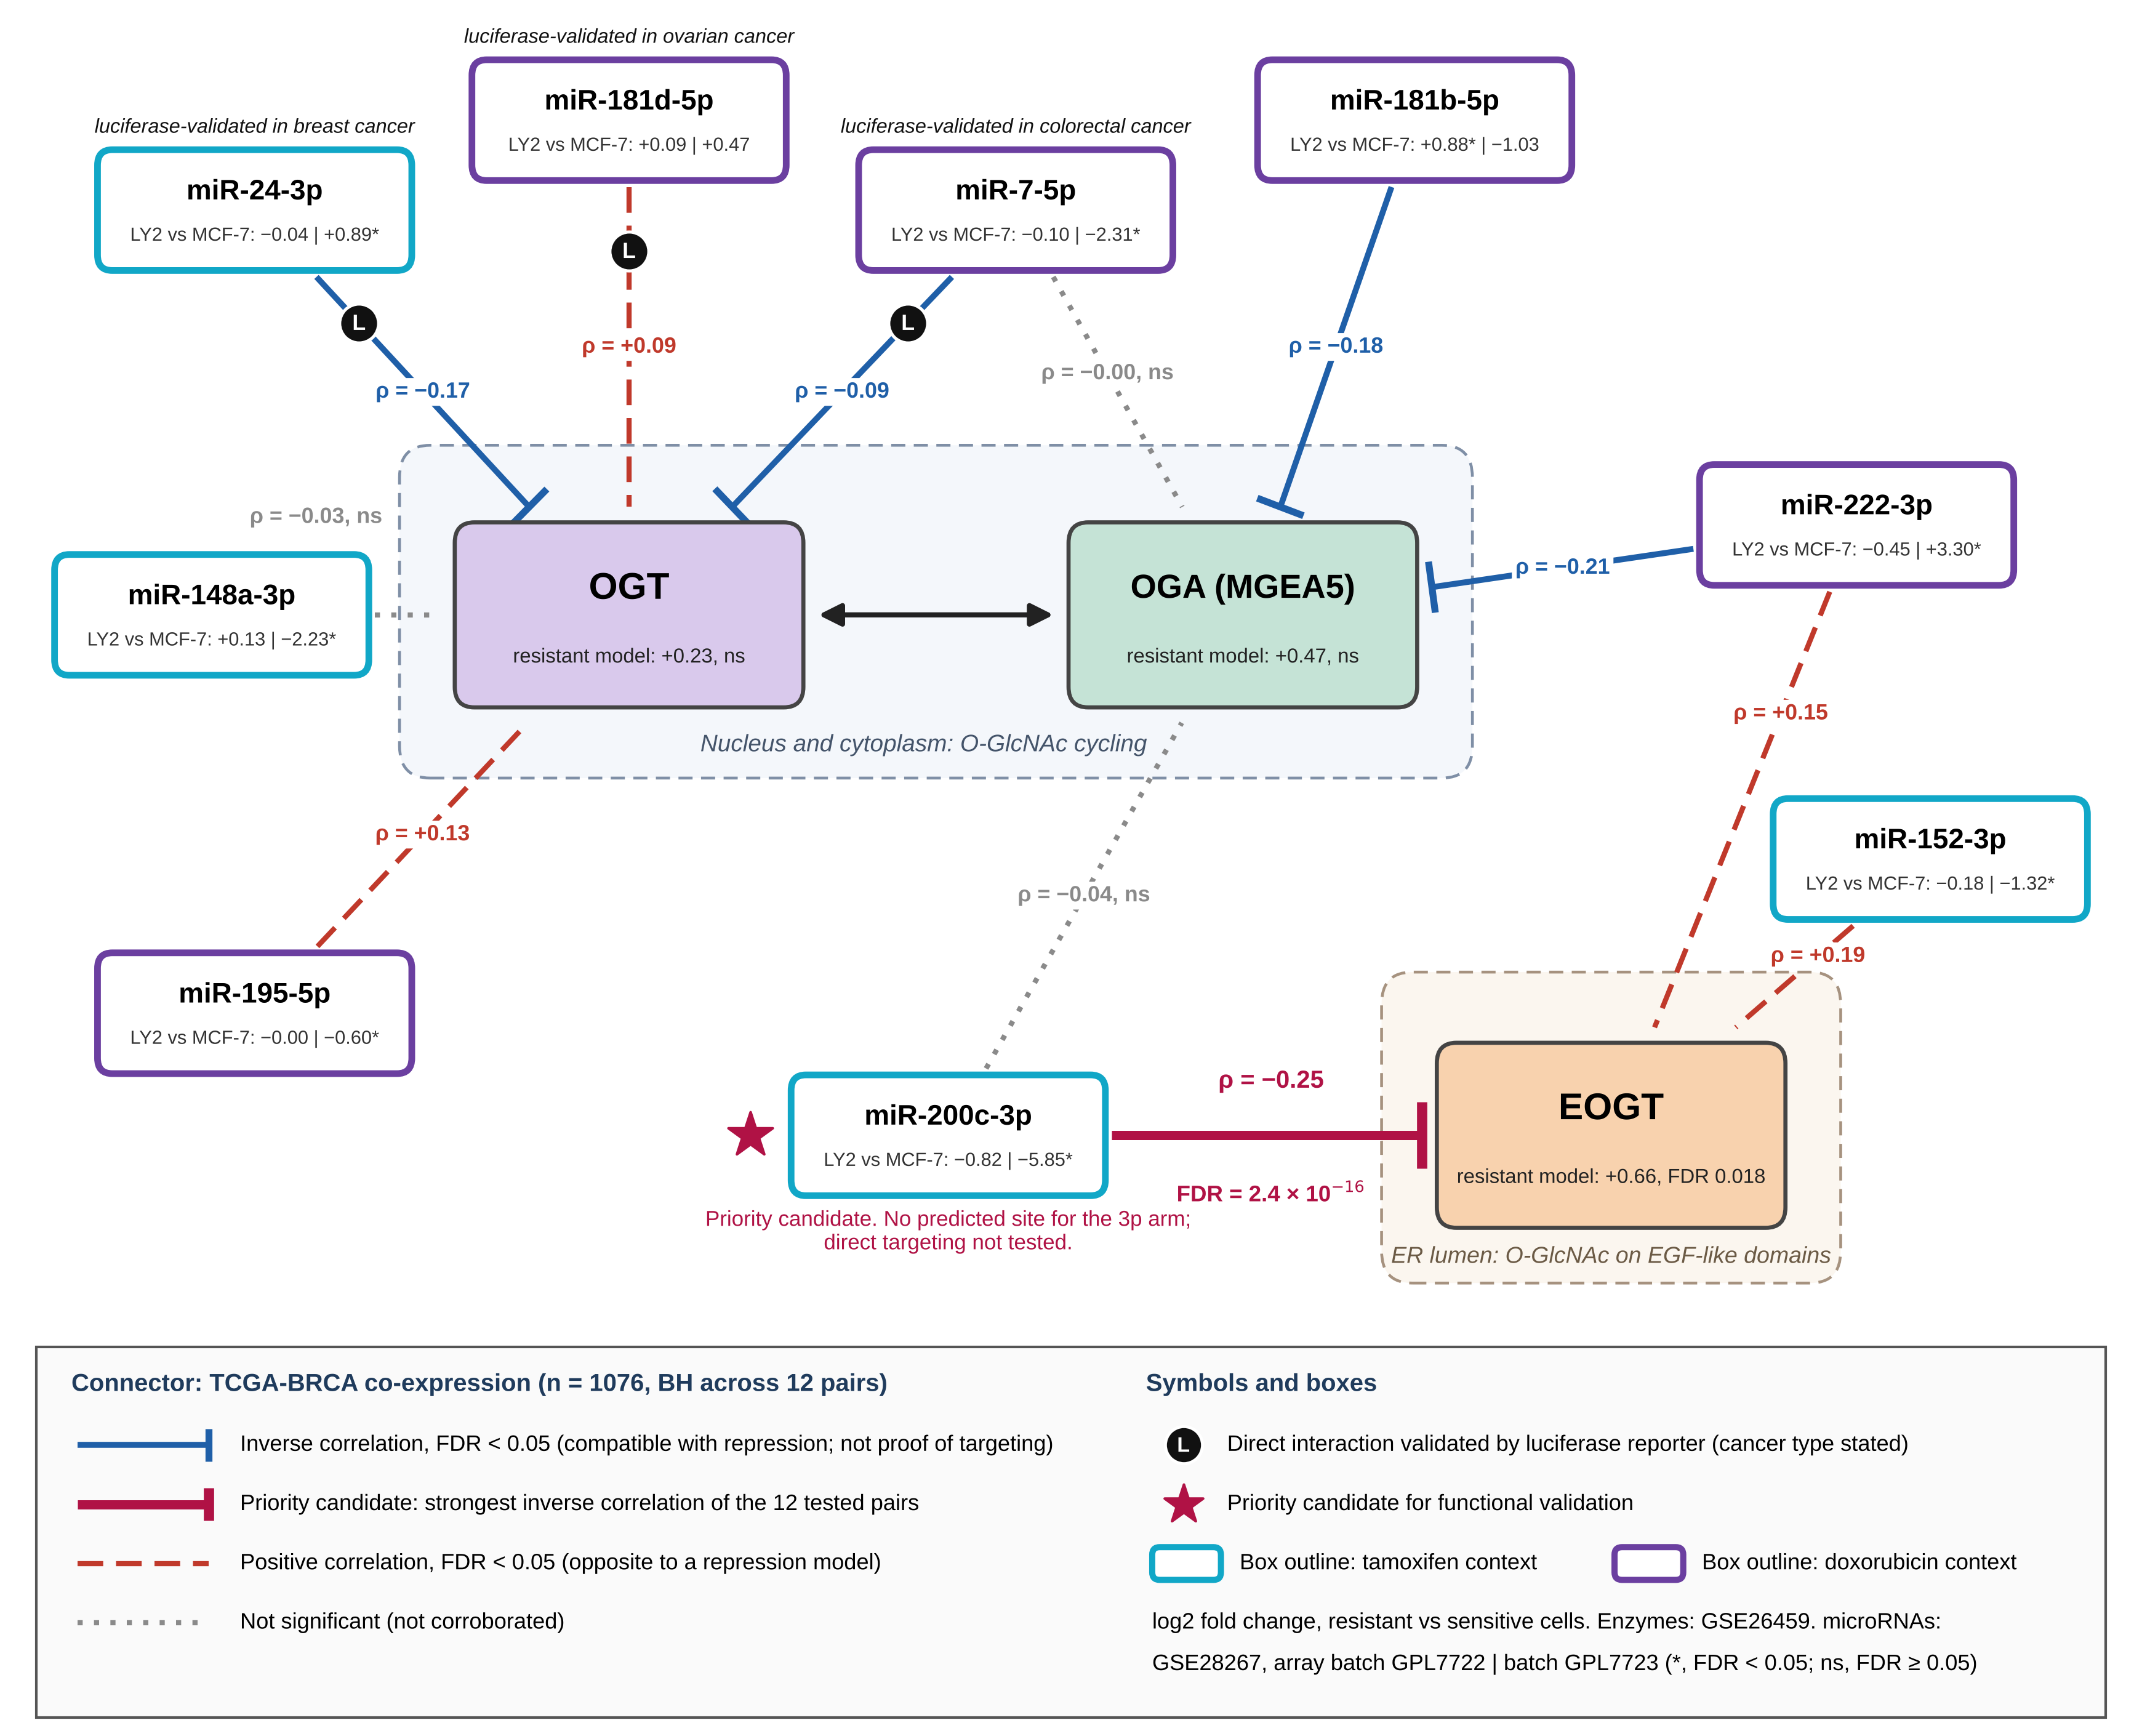 luciferase-validated in ovarian cancer
miR-181d-5p
LY2 vs MCF-7: +0.09 | +0.47
miR-181b-5p
LY2 vs MCF-7: +0.88* | −1.03
luciferase-validated in breast cancer
miR-24-3p
LY2 vs MCF-7: −0.04 | +0.89*
luciferase-validated in colorectal cancer
miR-7-5p
LY2 vs MCF-7: −0.10 | −2.31*
L
L
L
ρ = +0.09
ρ = −0.18
ρ = −0.00, ns
ρ = −0.17
ρ = −0.09
ρ = −0.03, ns
miR-222-3p
LY2 vs MCF-7: −0.45 | +3.30*
ρ = −0.21
miR-148a-3p
LY2 vs MCF-7: +0.13 | −2.23*
OGT
resistant model: +0.23, ns
OGA (MGEA5)
resistant model: +0.47, ns
Nucleus and cytoplasm: O-GlcNAc cycling
ρ = +0.15
ρ = +0.13
miR-152-3p
LY2 vs MCF-7: −0.18 | −1.32*
ρ = −0.04, ns
ρ = +0.19
miR-195-5p
LY2 vs MCF-7: −0.00 | −0.60*
miR-200c-3p
LY2 vs MCF-7: −0.82 | −5.85*
ρ = −0.25
FDR = 2.4 × 10⁻¹⁶
Priority candidate. No predicted site for the 3p arm;
direct targeting not tested.
EOGT
resistant model: +0.66, FDR 0.018
ER lumen: O-GlcNAc on EGF-like domains
Connector: TCGA-BRCA co-expression (n = 1076, BH across 12 pairs)
Inverse correlation, FDR < 0.05 (compatible with repression; not proof of targeting)
Priority candidate: strongest inverse correlation of the 12 tested pairs
Positive correlation, FDR < 0.05 (opposite to a repression model)
Not significant (not corroborated)
Symbols and boxes
L Direct interaction validated by luciferase reporter (cancer type stated)
Priority candidate for functional validation
Box outline: tamoxifen context
Box outline: doxorubicin context
log2 fold change, resistant vs sensitive cells. Enzymes: GSE26459. microRNAs:
GSE28267, array batch GPL7722 | batch GPL7723 (*, FDR < 0.05; ns, FDR ≥ 0.05)